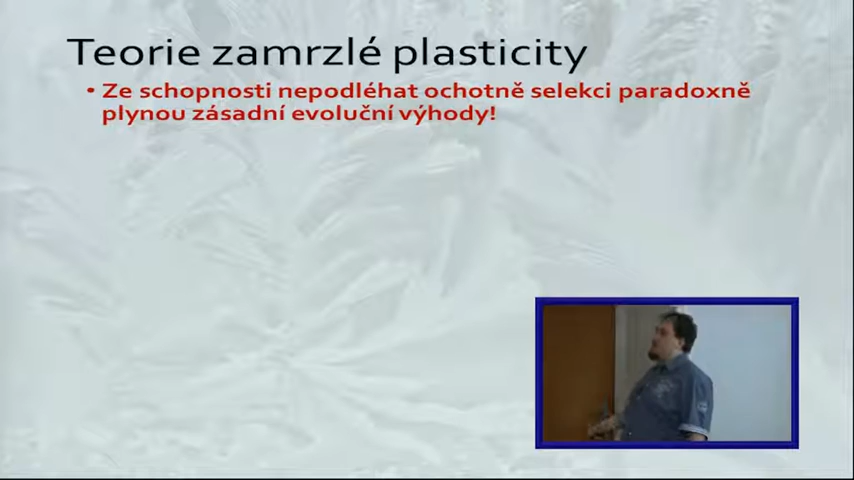 Teorie zamrzlé plasticity
• Ze schopnosti nepodléhat ochotně selekci paradoxně
plynou zásadní evoluční výhody!